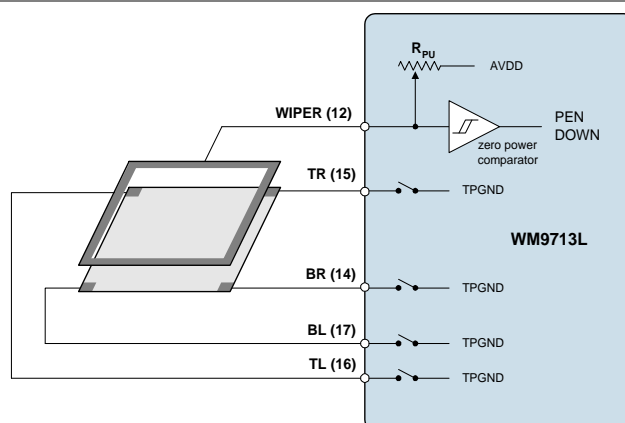 R PU
AVDD
WIPER (12)
PEN
DOWN
zero power
comparator
TR (15)
TPGND
WM9713L
BR (14)
TPGND
BL (17)
TPGND
TL (16)
TPGND